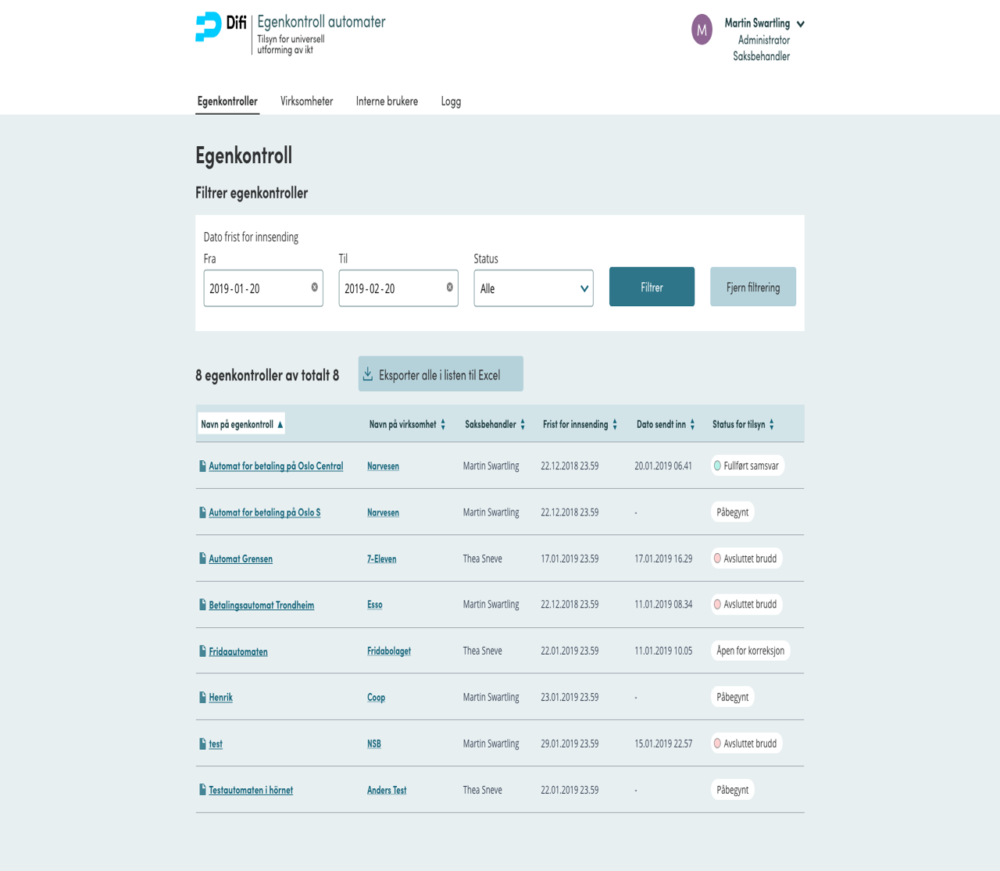 Difi
Egenkontroll automater
Tilsyn for universell
utforming av ikt
M
Martin Swartling
Administrator
Saksbehandler
Egenkontroller Virksomheter Interne brukere Logg
Egenkontroll
Filtrer egenkontroller
Dato frist for innsending
Fra Til Status
2019-01-20 2019-02-20 Alle Filtrer Fjern filtrering
8 egenkontroller av totalt 8 Eksporter alle i listen til Excel
Navn på egenkontroll Navn på virksomhet Saksbehandler Frist for innsending Dato sendt inn Status for tilsyn
Automat for betaling på Oslo Central Narvesen Martin Swartling 22.12.2018 23.59 20.01.2019 06.41 Fullført samsvar
Automat for betaling på Oslo S Narvesen Martin Swartling 22.12.2018 23.59 - Påbegynt
Automat Grensen 7-Eleven Thea Sneve 17.01.2019 23.59 17.01.2019 16.29 Avsluttet brudd
Betalingsautomat Trondheim Esso Martin Swartling 22.12.2018 23.59 11.01.2019 08.34 Avsluttet brudd
Fridaautomaten Fridabolaget Thea Sneve 22.01.2019 23.59 11.01.2019 10.05 Åpen for korreksjon
Henrik Coop Martin Swartling 23.01.2019 23.59 - Påbegynt
test NSB Martin Swartling 29.01.2019 23.59 15.01.2019 22.57 Avsluttet brudd
Testautomaten i hörnet Anders Test Thea Sneve 22.01.2019 23.59 - Påbegynt